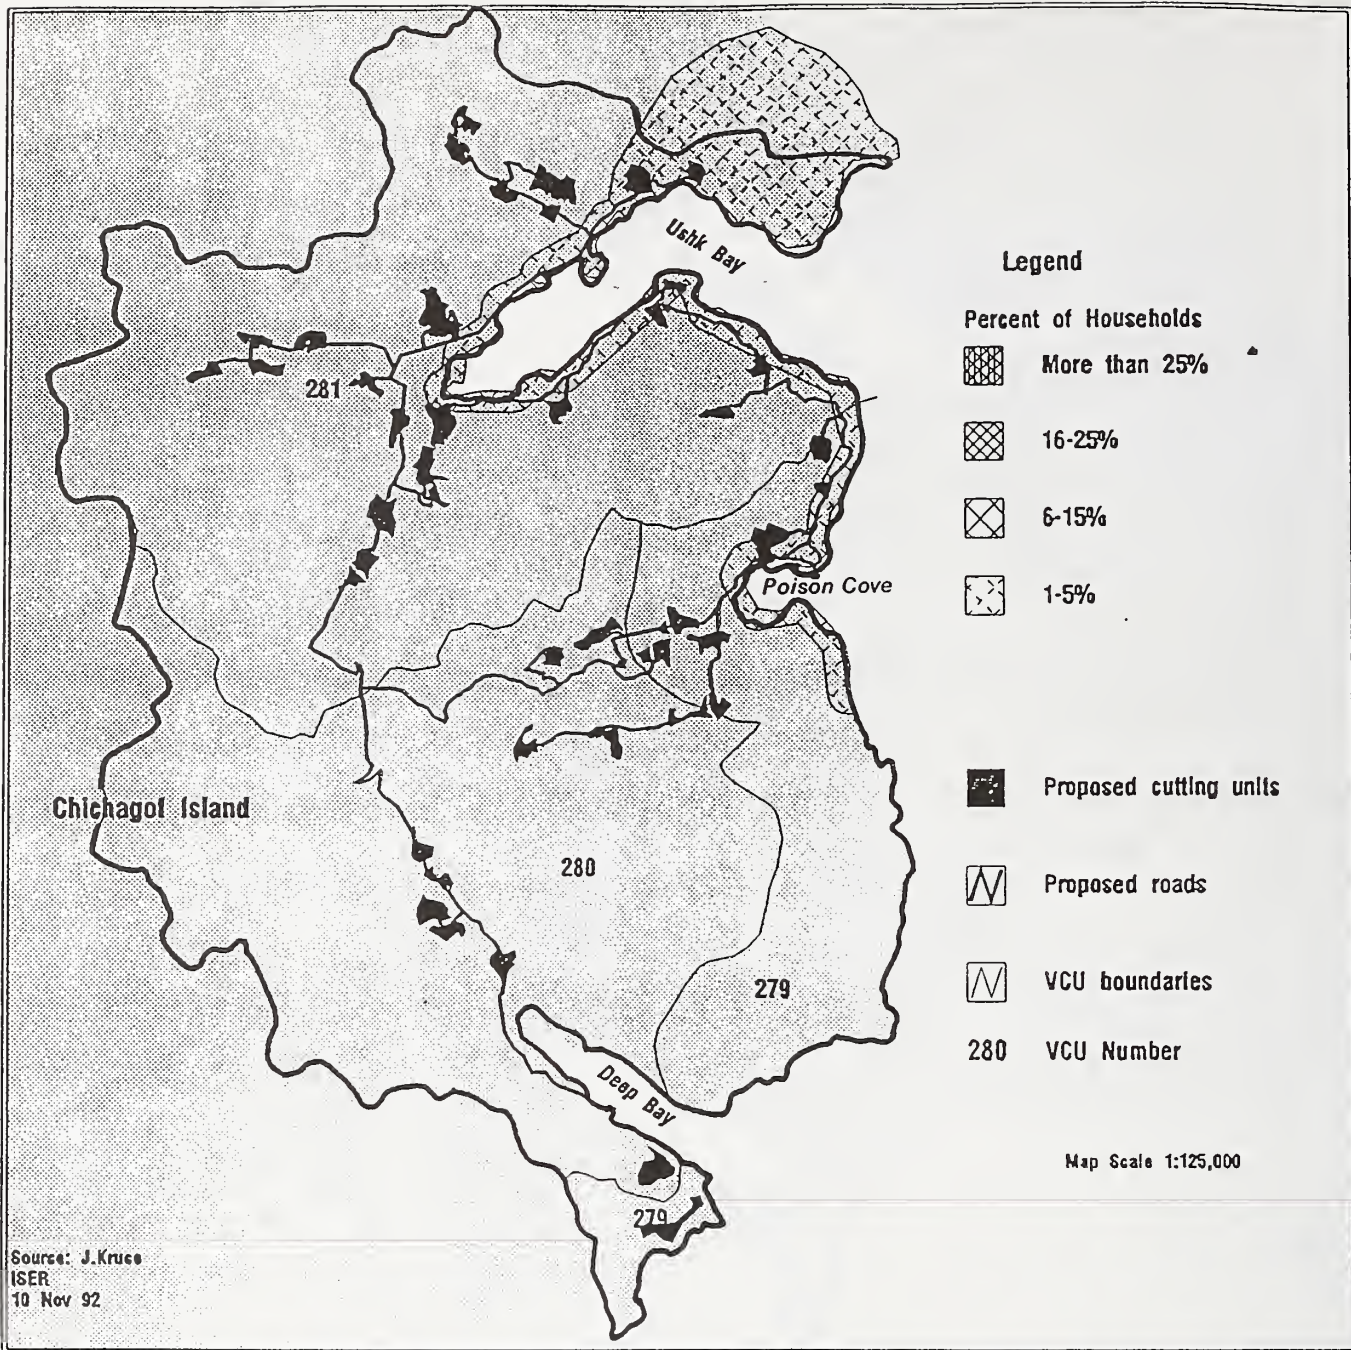 Ushk Bay
Legend
Percent of Households
More than 25%
281
16-25%
6-15%
Poison Cove
1-5%
Proposed cutting units
Chichagof Island
280
Proposed roads
279
VCU boundaries
280 VCU Number
Deep Bay
Map Scale 1:125,000
279
Source: J.Kruse
ISER
10 Nov 92